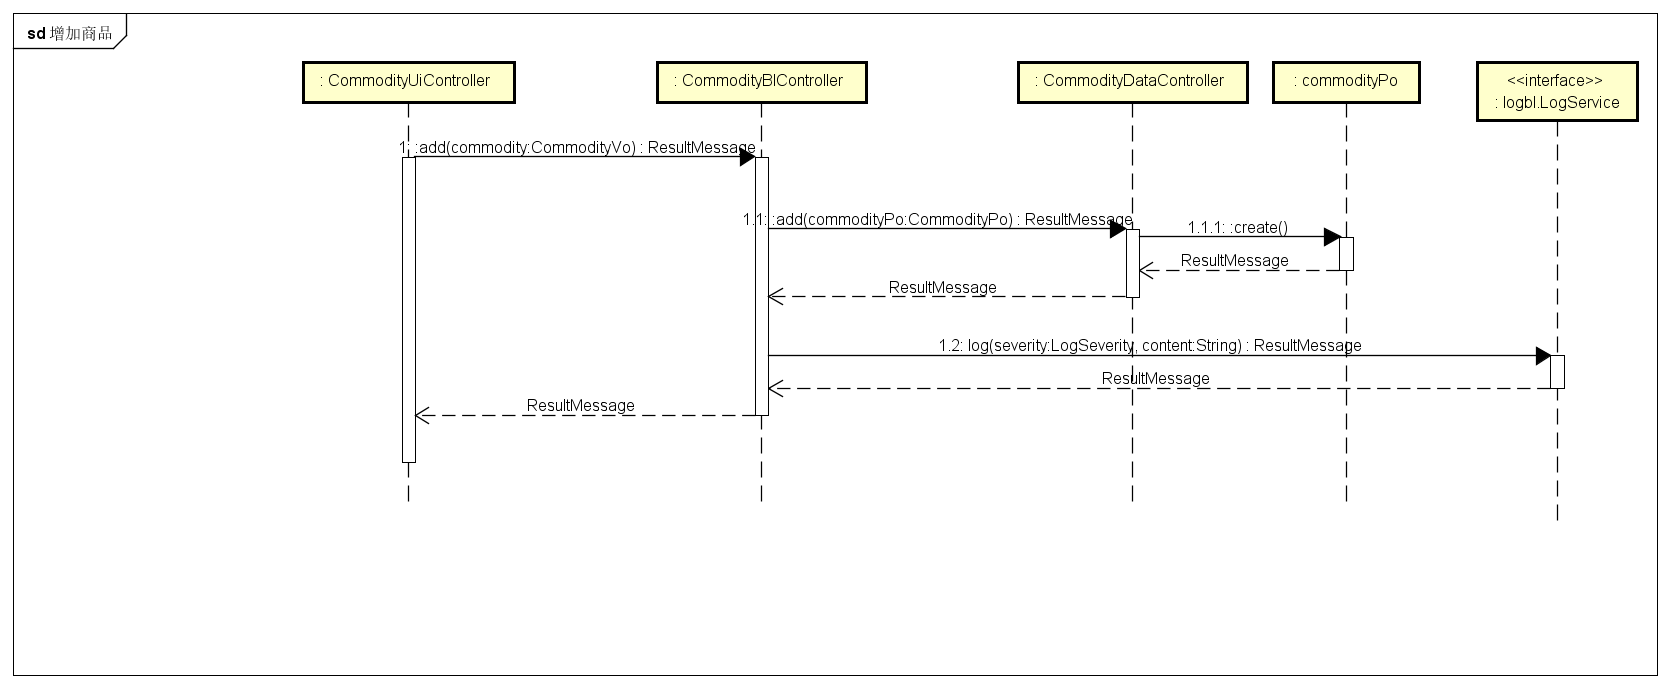 sd 增加商品
: CommodityUiController
: CommodityBlController
: CommodityDataController
: commodityPo
<<interface>>
: logbl.LogService
1: :add(commodity:CommodityVo) : ResultMessage
1.1: :add(commodityPo:CommodityPo) : ResultMessage
1.1.1: :create()
ResultMessage
ResultMessage
1.2: log(severity:LogSeverity, content:String) : ResultMessage
ResultMessage
ResultMessage